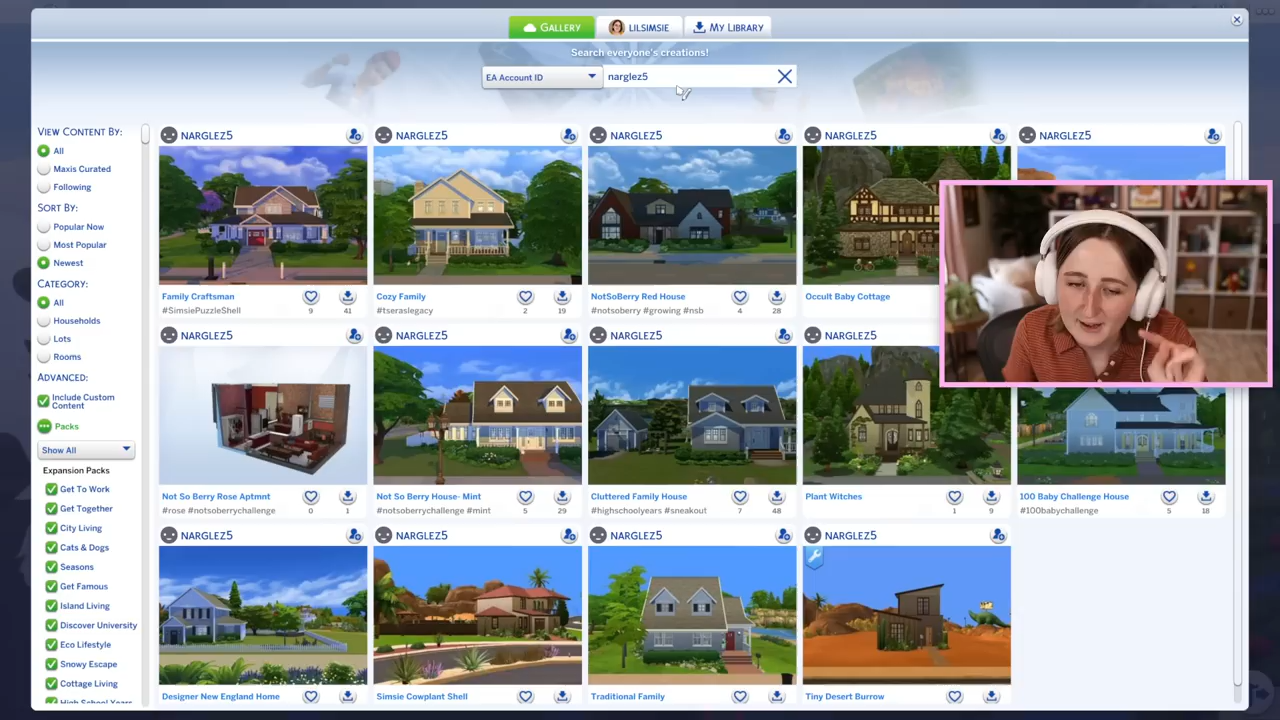 GALLERY
LILSIMSIE
MY LIBRARY
Search everyone's creations!
EA Account ID
narglez5
VIEW CONTENT BY:
All
Maxis Curated
Following
SORT BY:
Popular Now
Most Popular
Newest
CATEGORY:
All
Households
Lots
Rooms
ADVANCED:
Include Custom
Content
Packs
Show All
Expansion Packs
Get To Work
Get Together
City Living
Cats & Dogs
Seasons
Get Famous
Island Living
Discover University
Eco Lifestyle
Snowy Escape
Cottage Living
High School Years
NARGLEZ5
Family Craftsman
#SimsiePuzzleShell
9 41
NARGLEZ5
Cozy Family
#tseraslegacy
2 19
NARGLEZ5
NotSoBerry Red House
#notsoberry #growing #nsb
4 28
NARGLEZ5
Occult Baby Cottage
NARGLEZ5
NARGLEZ5
Not So Berry Rose Aptmnt
#rose #notsoberrychallenge
0 1
NARGLEZ5
Not So Berry House- Mint
#notsoberrychallenge #mint
5 29
NARGLEZ5
Cluttered Family House
#highschoolyears #sneakout
7 48
NARGLEZ5
Plant Witches
1 9
100 Baby Challenge House
#100babychallenge
5 18
NARGLEZ5
Designer New England Home
NARGLEZ5
Simsie Cowplant Shell
NARGLEZ5
Traditional Family
NARGLEZ5
Tiny Desert Burrow